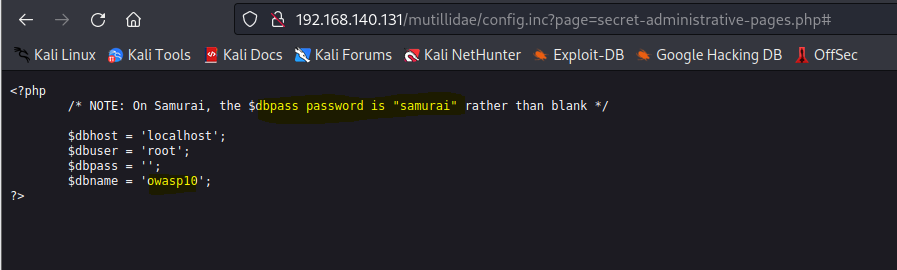 192.168.140.131/mutillidae/config.inc?page=secret-administrative-pages.php#
Kali Linux Kali Tools Kali Docs Kali Forums Kali NetHunter Exploit-DB Google Hacking DB OffSec
<?php
/* NOTE: On Samurai, the $dbpass password is "samurai" rather than blank */
$dbhost = 'localhost';
$dbuser = 'root';
$dbpass = '';
$dbname = 'owasp10';
?>